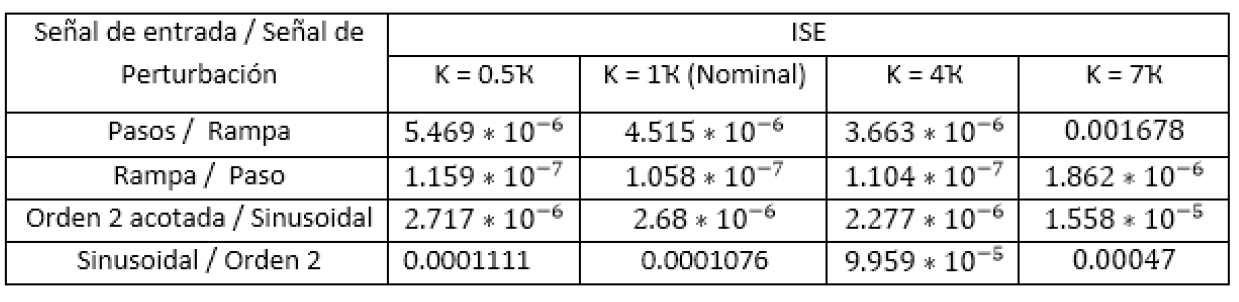 Señal de entrada / Señal de Perturbación ISE
K = 0.5Ҡ K = 1Ҡ (Nominal) K = 4Ҡ K = 7Ҡ
Pasos / Rampa 5.469 ∗ 10⁻⁶ 4.515 ∗ 10⁻⁶ 3.663 ∗ 10⁻⁶ 0.001678
Rampa / Paso 1.159 ∗ 10⁻⁷ 1.058 ∗ 10⁻⁷ 1.104 ∗ 10⁻⁷ 1.862 ∗ 10⁻⁶
Orden 2 acotada / Sinusoidal 2.717 ∗ 10⁻⁶ 2.68 ∗ 10⁻⁶ 2.277 ∗ 10⁻⁶ 1.558 ∗ 10⁻⁵
Sinusoidal / Orden 2 0.0001111 0.0001076 9.959 ∗ 10⁻⁵ 0.00047